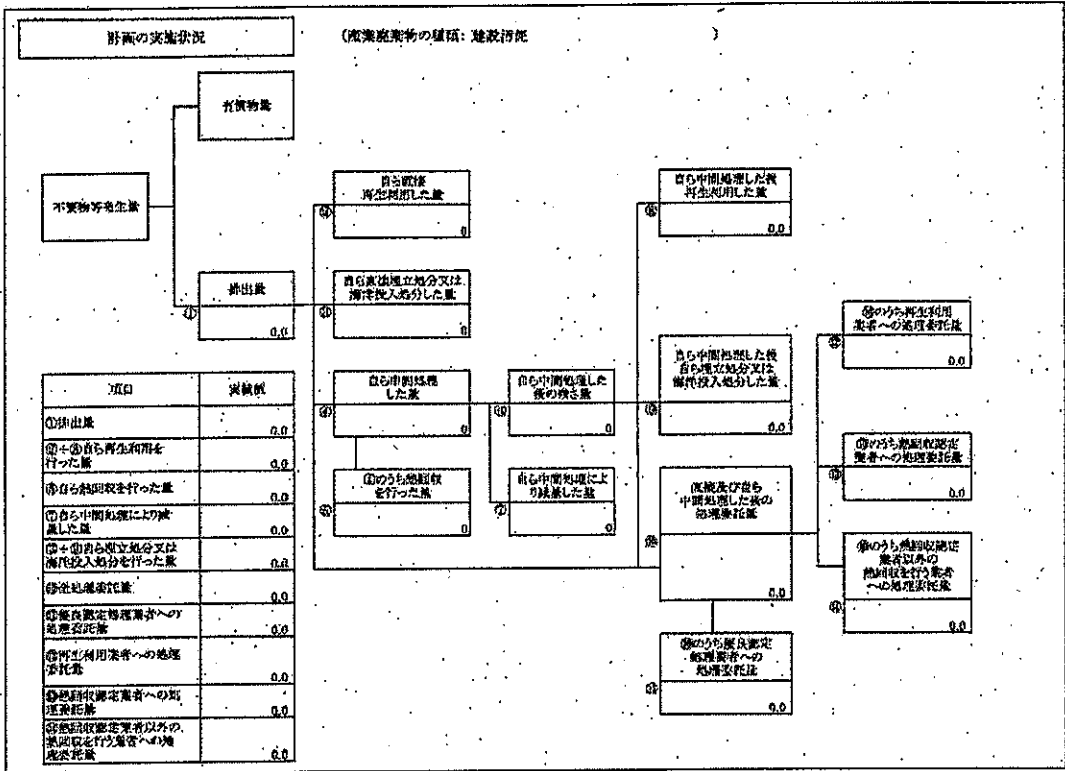 計画の実施状況
(産業廃棄物の種類: 建設汚泥 )
有償物量
不要物等発生量
自ら直接
再生利用した量
②
0
自ら中間処理した後
再生利用した量
⑧
0.0
排出量
①
0.0
自ら直接埋立処分又は
海洋投入処分した量
③
0
⑩のうち再生利用
業者への処理委託量
⑫
0.0
自ら中間処理
した量
④
0
自ら中間処理した
後の残さ量
⑥
0
自ら中間処理した後
自ら埋立処分又は
海洋投入処分した量
⑨
0.0
⑩のうち熱回収認定
業者への処理委託量
⑬
0.0
④のうち熱回収
を行った量
⑤
0
自ら中間処理によ
り減量した量
⑦
0
直接及び自ら
中間処理した後の
処理委託量
⑩
0.0
⑩のうち熱回収認定
業者以外の
熱回収を行う業者
への処理委託量
⑭
0.0
⑩のうち優良認定
処理業者への
処理委託量
⑪
0.0
項目 実績値
①排出量 0.0
②+⑧自ら再生利用を
行った量 0.0
⑤自ら熱回収を行った量 0.0
⑦自ら中間処理により減
量した量 0.0
③+⑨自ら埋立処分又は
海洋投入処分を行った量 0.0
⑩全処理委託量 0.0
⑪優良認定処理業者への
処理委託量 0.0
⑫再生利用業者への処理
委託量 0.0
⑬熱回収認定業者への処
理委託量 0.0
⑭熱回収認定業者以外の
熱回収を行う業者への処
理委託量 0.0